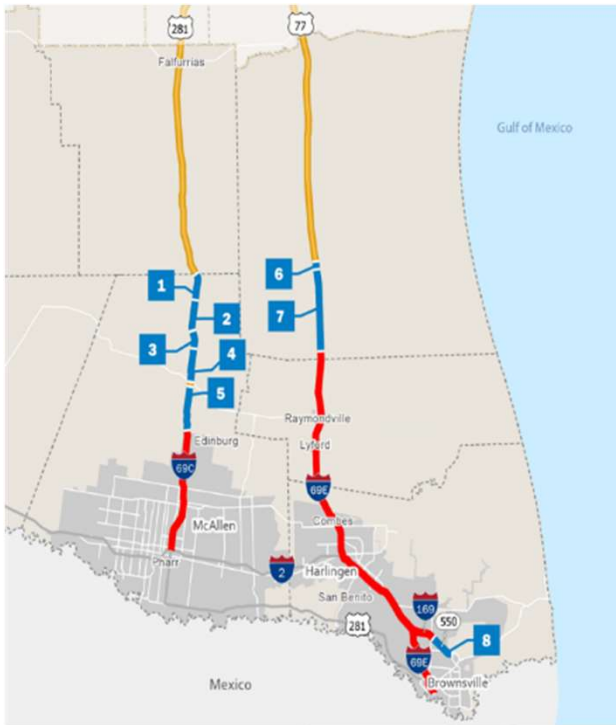 281
77
Falfurrias
Gulf of Mexico
1
6
2
7
3
4
5
Raymondville
Edinburg
Lyford
69C
69E
Combes
McAllen
Pharr
2
Harlingen
San Benito
169
281
550
8
69E
Brownsville
Mexico